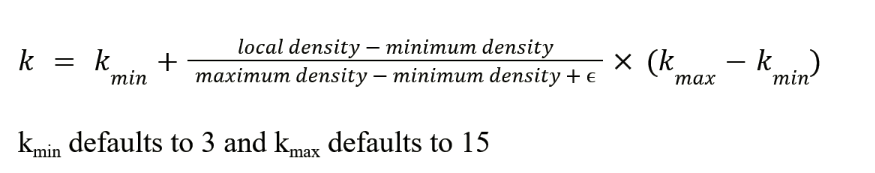 k = k_min + (local density − minimum density)/(maximum density − minimum density + ϵ) × (k_max − k_min)
k_min defaults to 3 and k_max defaults to 15